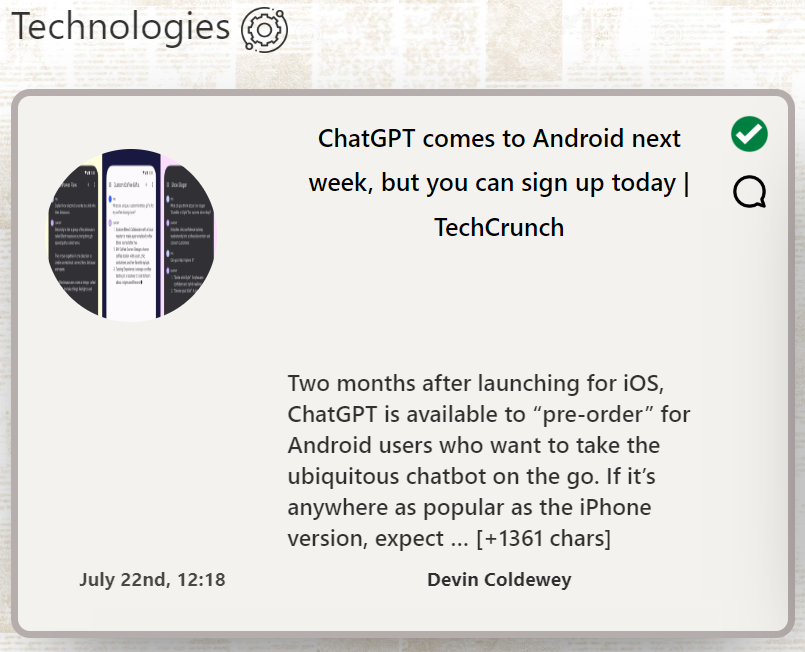 Technologies
ChatGPT comes to Android next
week, but you can sign up today |
TechCrunch
Two months after launching for iOS,
ChatGPT is available to “pre-order” for
Android users who want to take the
ubiquitous chatbot on the go. If it’s
anywhere as popular as the iPhone
version, expect … [+1361 chars]
July 22nd, 12:18
Devin Coldewey